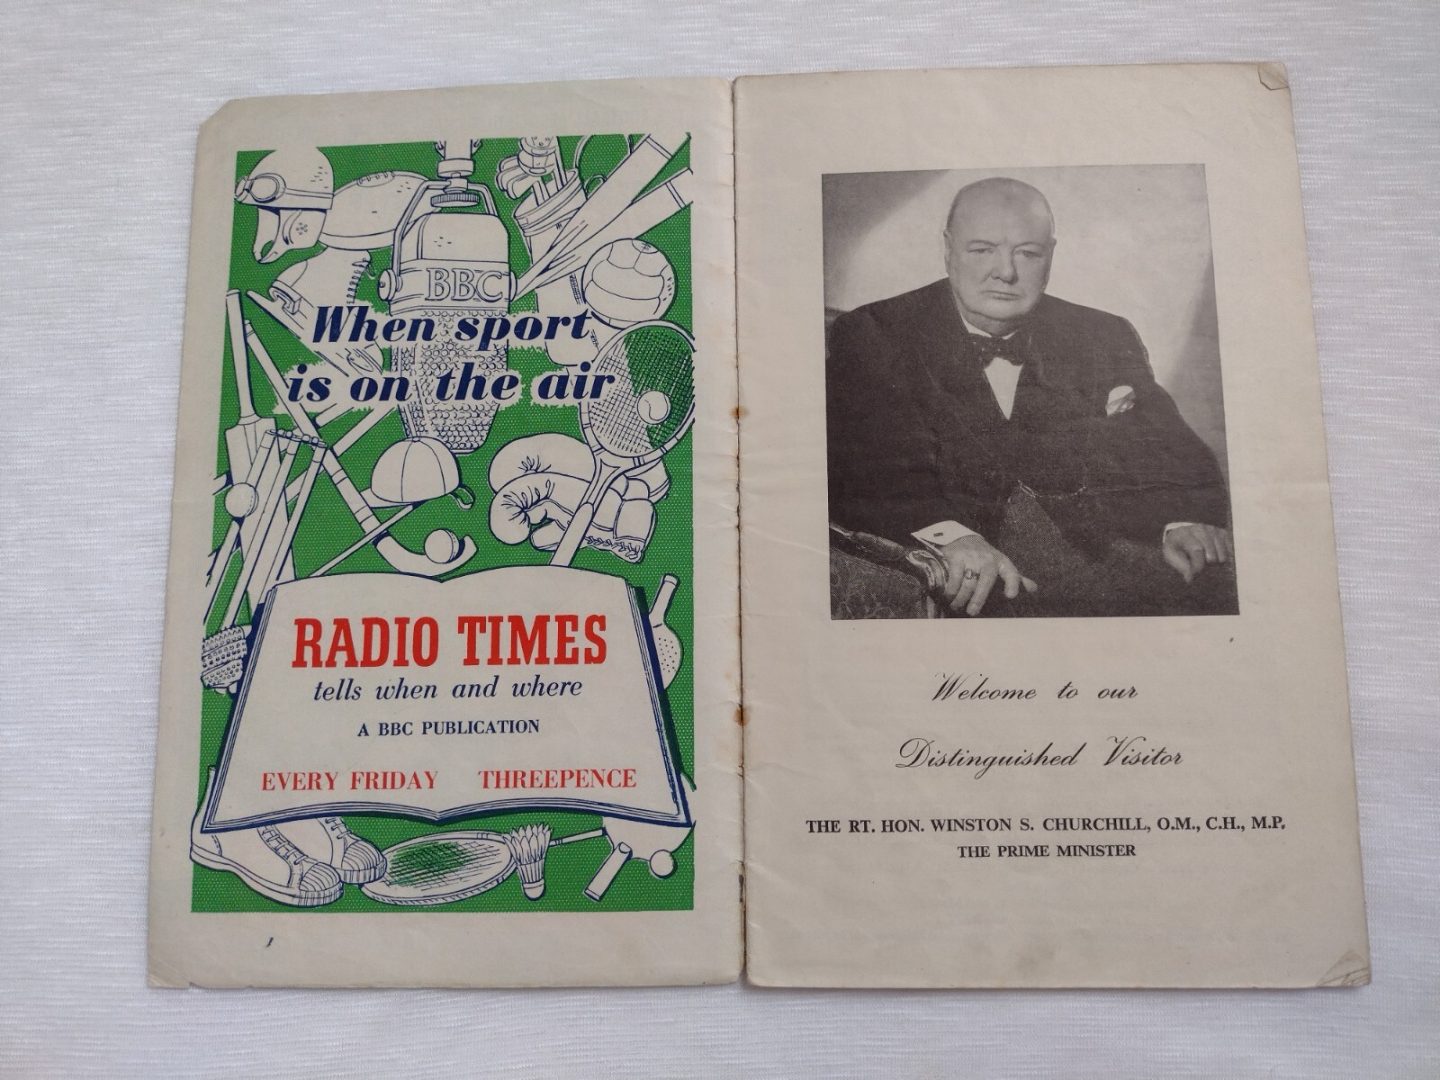 BBC
When sport
is on the air
RADIO TIMES
tells when and where
A BBC PUBLICATION
EVERY FRIDAY THREEPENCE
Welcome to our
Distinguished Visitor
THE RT. HON. WINSTON S. CHURCHILL, O.M., C.H., M.P.
THE PRIME MINISTER